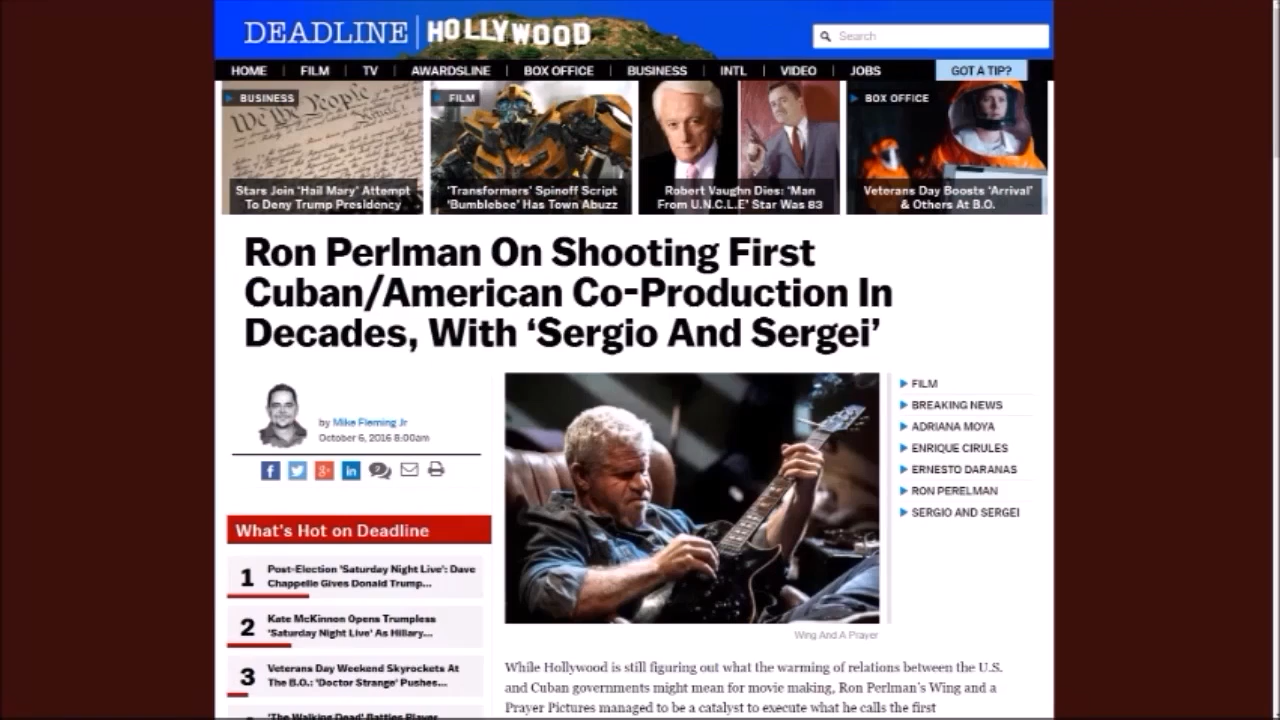 DEADLINE HOLLYWOOD
Search
HOME FILM TV AWARDSLINE BOX OFFICE BUSINESS INTL VIDEO JOBS GOT A TIP?
BUSINESS
Stars Join 'Hail Mary' Attempt
To Deny Trump Presidency
FILM
'Transformers' Spinoff Script
'Bumblebee' Has Town Abuzz
Robert Vaughn Dies: 'Man
From U.N.C.L.E' Star Was 83
BOX OFFICE
Veterans Day Boosts 'Arrival'
& Others At B.O.
We the People
Ron Perlman On Shooting First
Cuban/American Co-Production In
Decades, With ‘Sergio And Sergei’
by Mike Fleming Jr
October 6, 2016 8:00am
What's Hot on Deadline
1 Post-Election 'Saturday Night Live': Dave
Chappelle Gives Donald Trump...
2 Kate McKinnon Opens Trumpless
'Saturday Night Live' As Hillary...
3 Veterans Day Weekend Skyrockets At
The B.O.: 'Doctor Strange' Pushes...
'The Walking Dead' Battles Player
Wing And A Prayer
FILM
BREAKING NEWS
ADRIANA MOYA
ENRIQUE CIRULES
ERNESTO DARANAS
RON PERELMAN
SERGIO AND SERGEI
While Hollywood is still figuring out what the warming of relations between the U.S.
and Cuban governments might mean for movie making, Ron Perlman's Wing and a
Prayer Pictures managed to be a catalyst to execute what he calls the first